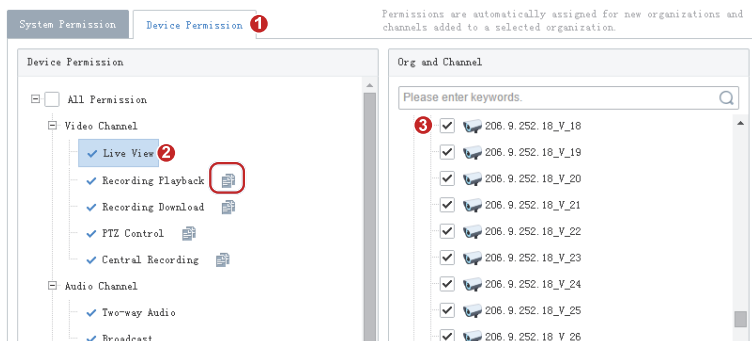 System Permission
Device Permission
1
Permissions are automatically assigned for new organizations and
channels added to a selected organization.
Device Permission
All Permission
Video Channel
Live View
2
Recording Playback
Recording Download
PTZ Control
Central Recording
Audio Channel
Two-way Audio
Broadcast
Org and Channel
Please enter keywords.
3
206.9.252.18_V_18
206.9.252.18_V_19
206.9.252.18_V_20
206.9.252.18_V_21
206.9.252.18_V_22
206.9.252.18_V_23
206.9.252.18_V_24
206.9.252.18_V_25
206.9.252.18_V_26